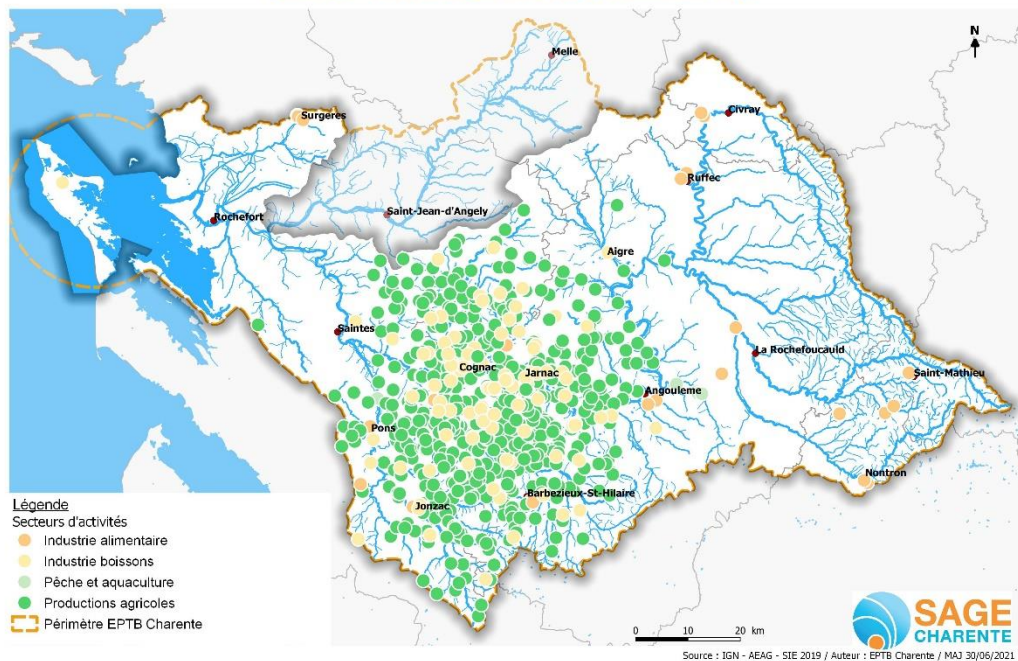 N
Melle
Surgères
Civray
Ruffec
Rochefort
Saint-Jean-d'Angely
Aigre
Saintes
La Rochefoucauld
Cognac
Jarnac
Saint-Mathieu
Angouleme
Pons
Nontron
Barbezieux-St-Hilaire
Jonzac
Légende
Secteurs d'activités
Industrie alimentaire
Industrie boissons
Pêche et aquaculture
Productions agricoles
Périmètre EPTB Charente
0 10 20 km
SAGE
CHARENTE
Source : IGN - AEAG - SIE 2019 / Auteur : EPTB Charente / MAJ 30/06/2021